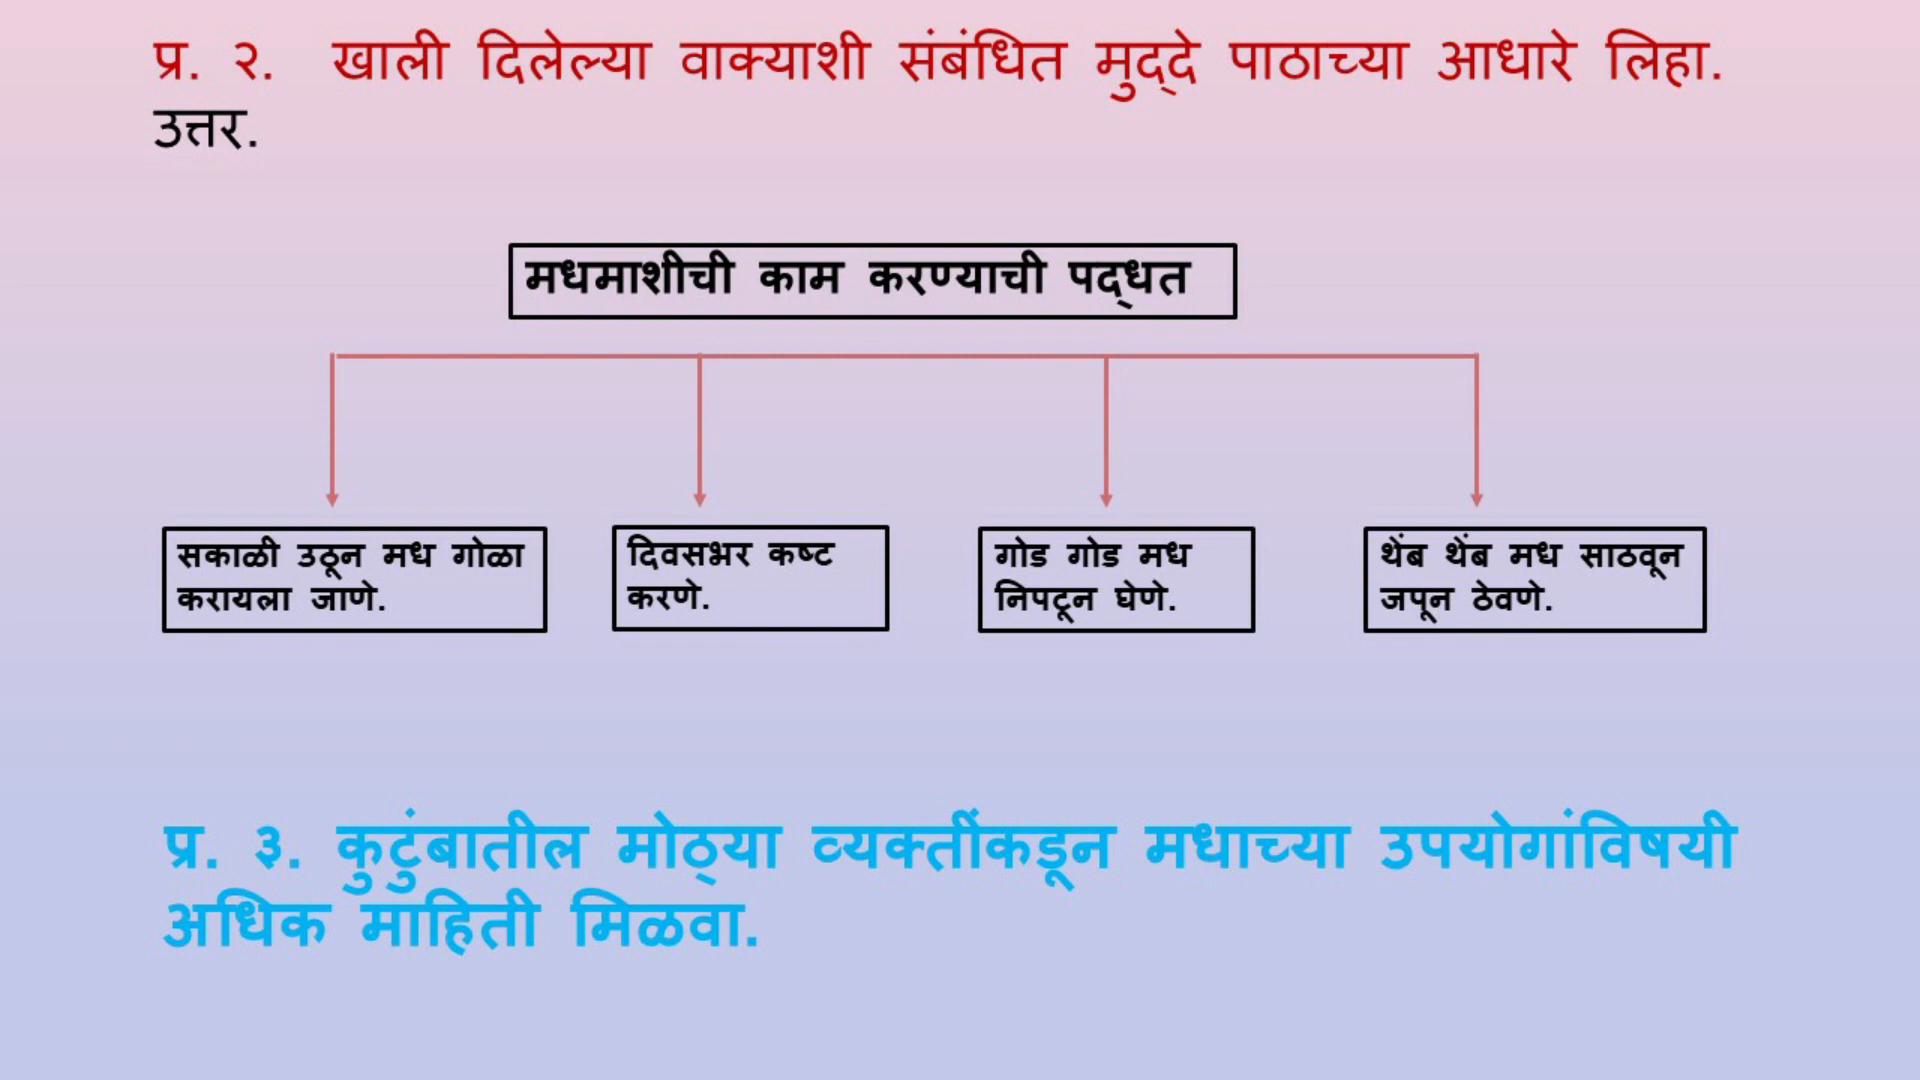 प्र. २. खाली दिलेल्या वाक्याशी संबंधित मुद्‌दे पाठाच्या आधारे लिहा.
उत्तर.
मधमाशीची काम करण्याची पद्‌धत
सकाळी उठून मध गोळा
करायला जाणे.
दिवसभर कष्ट
करणे.
गोड गोड मध
निपटून घेणे.
थेंब थेंब मध साठवून
जपून ठेवणे.
प्र. ३. कुटुंबातील मोठ्या व्यक्तींकडून मधाच्या उपयोगांविषयी
अधिक माहिती मिळवा.